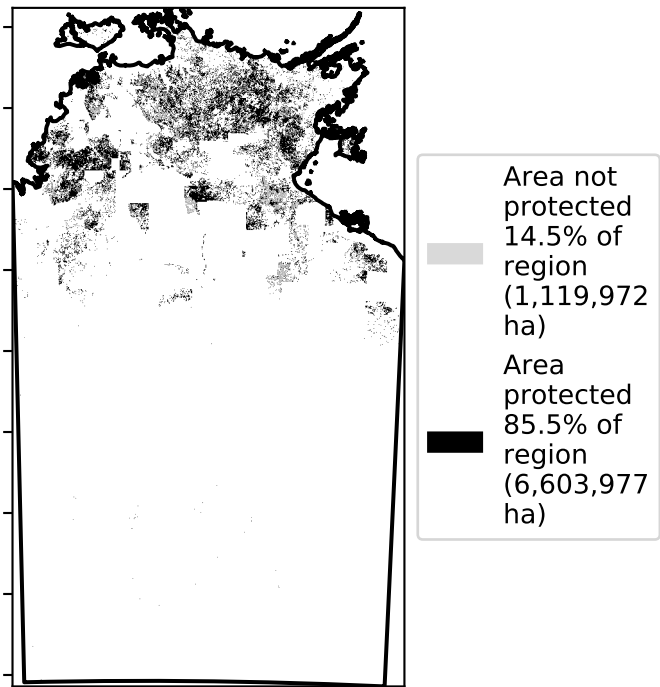 Area not
protected
14.5% of
region
(1,119,972
ha)
Area
protected
85.5% of
region
(6,603,977
ha)